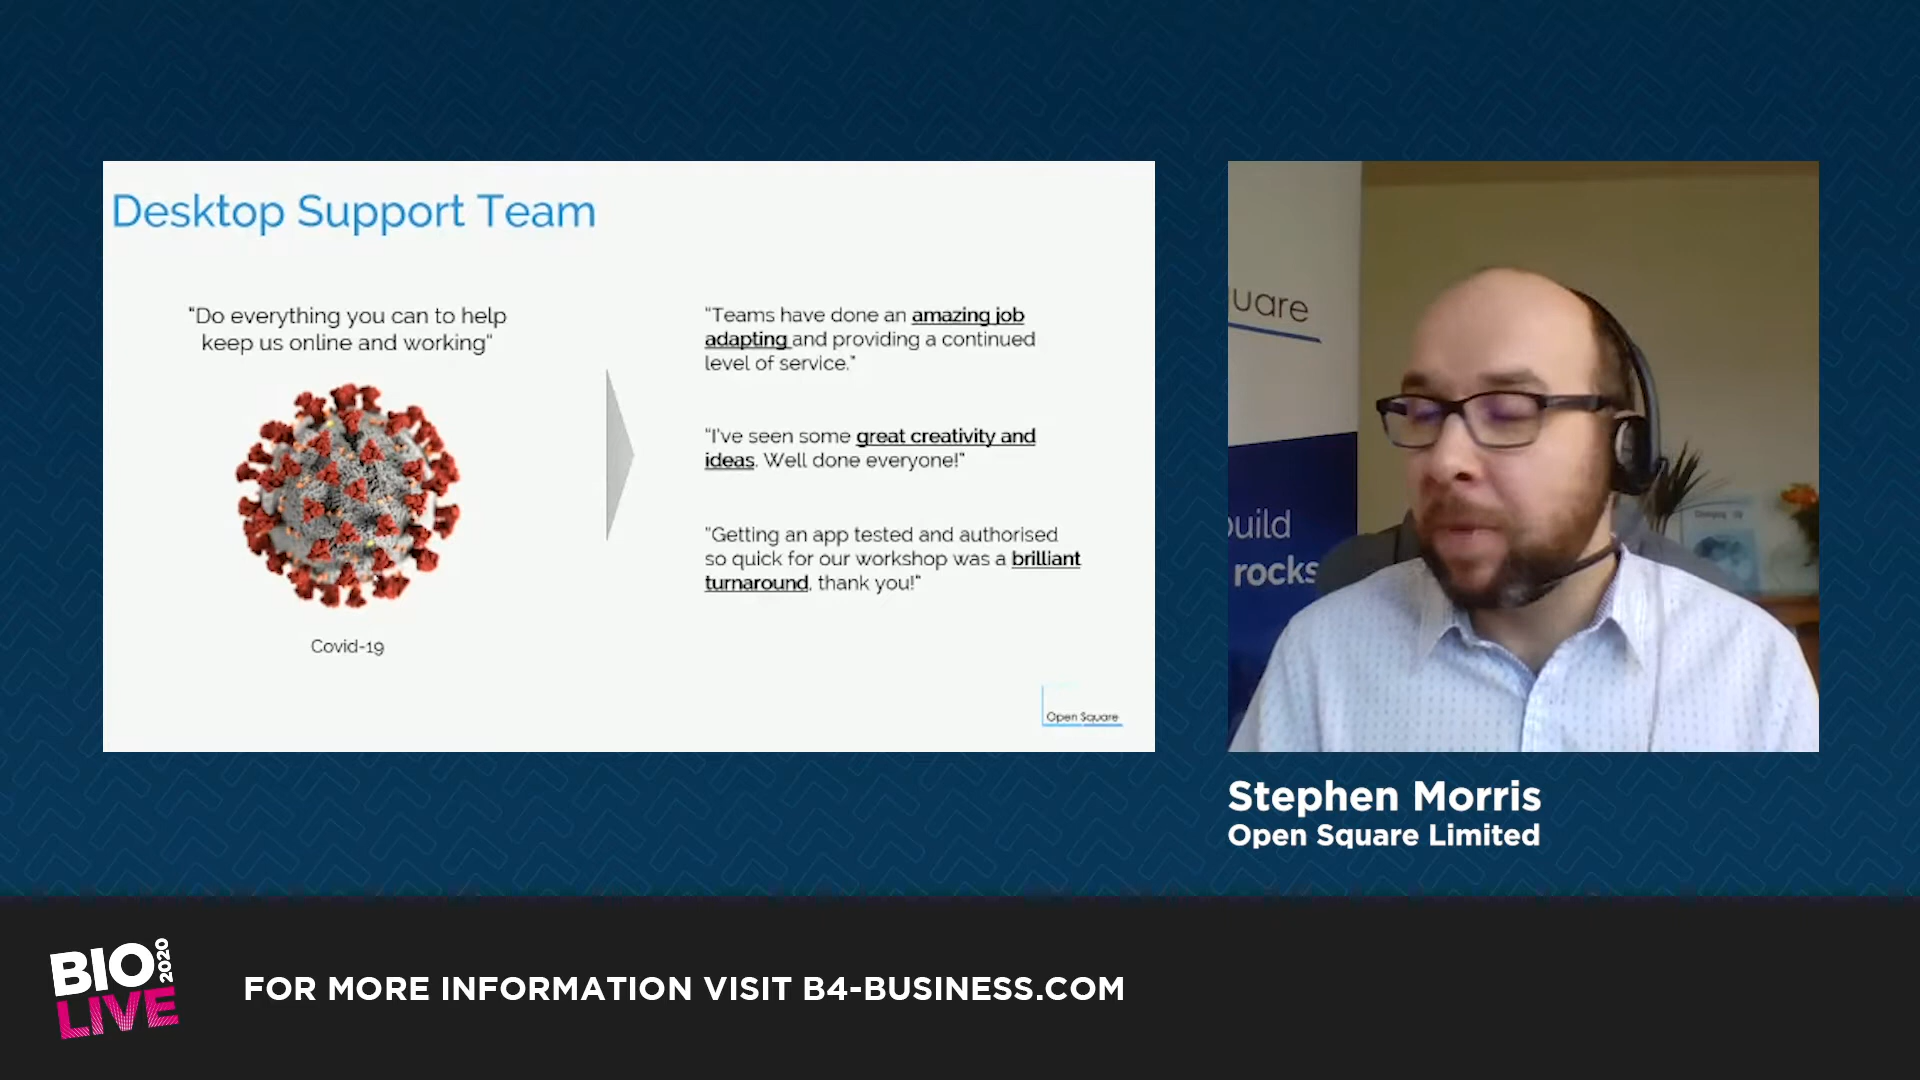 Desktop Support Team
"Do everything you can to help
keep us online and working"
Covid-19
"Teams have done an amazing job
adapting and providing a continued
level of service."
"I've seen some great creativity and
ideas. Well done everyone!"
"Getting an app tested and authorised
so quick for our workshop was a brilliant
turnaround, thank you!"
Open Square
uare
build
rocks
Stephen Morris
Open Square Limited
BIO 2020
LIVE
FOR MORE INFORMATION VISIT B4-BUSINESS.COM